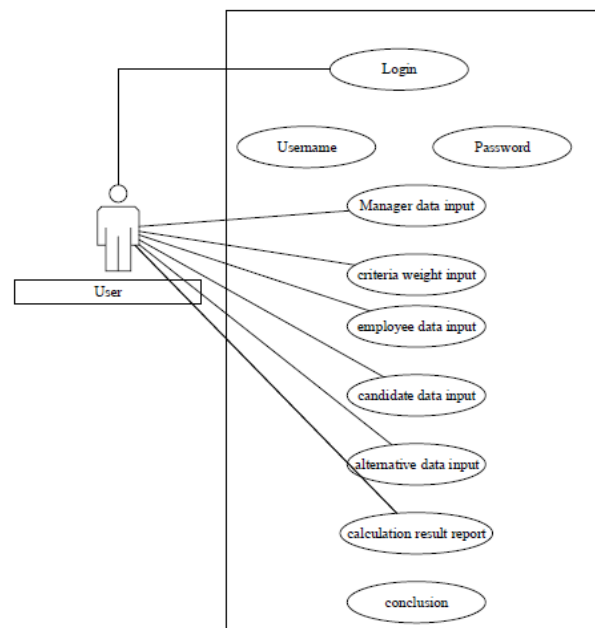 Login
Username
Password
Manager data input
criteria weight input
User
employee data input
candidate data input
alternative data input
calculation result report
conclusion